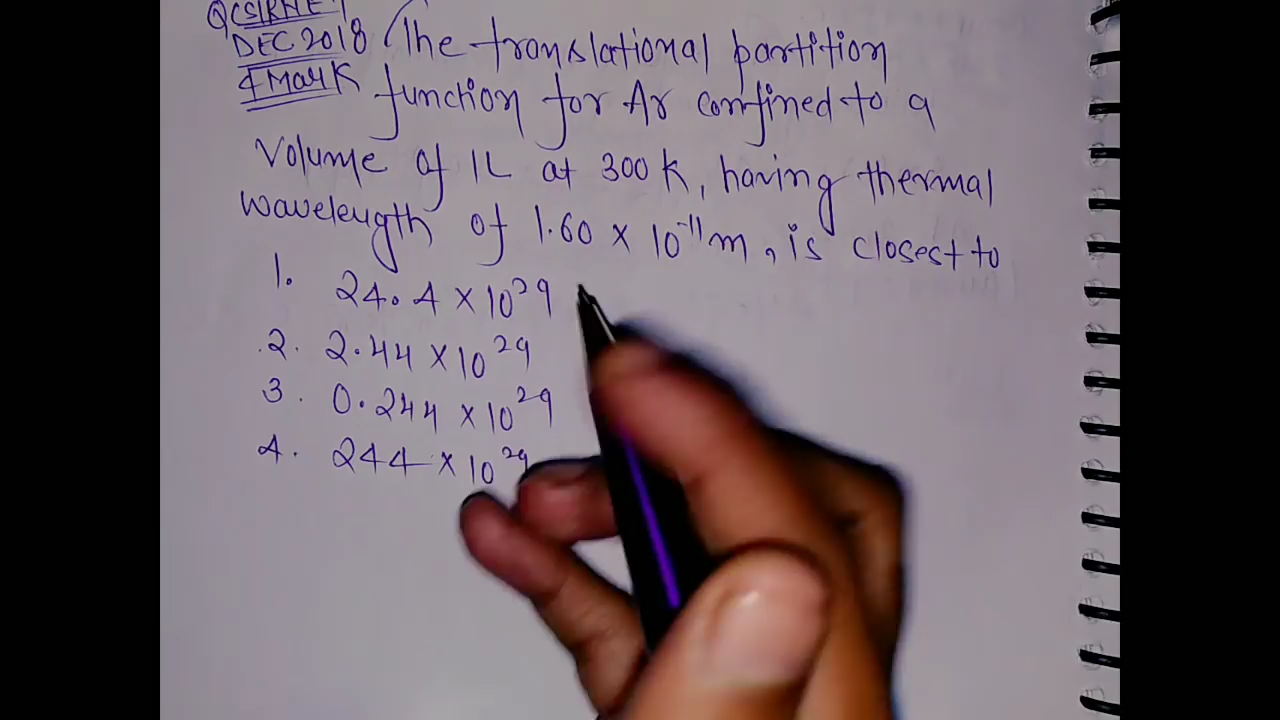 Q CSIR NET
DEC 2018 The translational partition
4 Mark function for Ar confined to a
Volume of 1L at 300 K, having thermal
wavelength of 1.60 × 10⁻¹¹m, is closest to
1. 24.4 × 10²⁹
2. 2.44 × 10²⁹
3. 0.244 × 10²⁹
4. 244 × 10²⁹